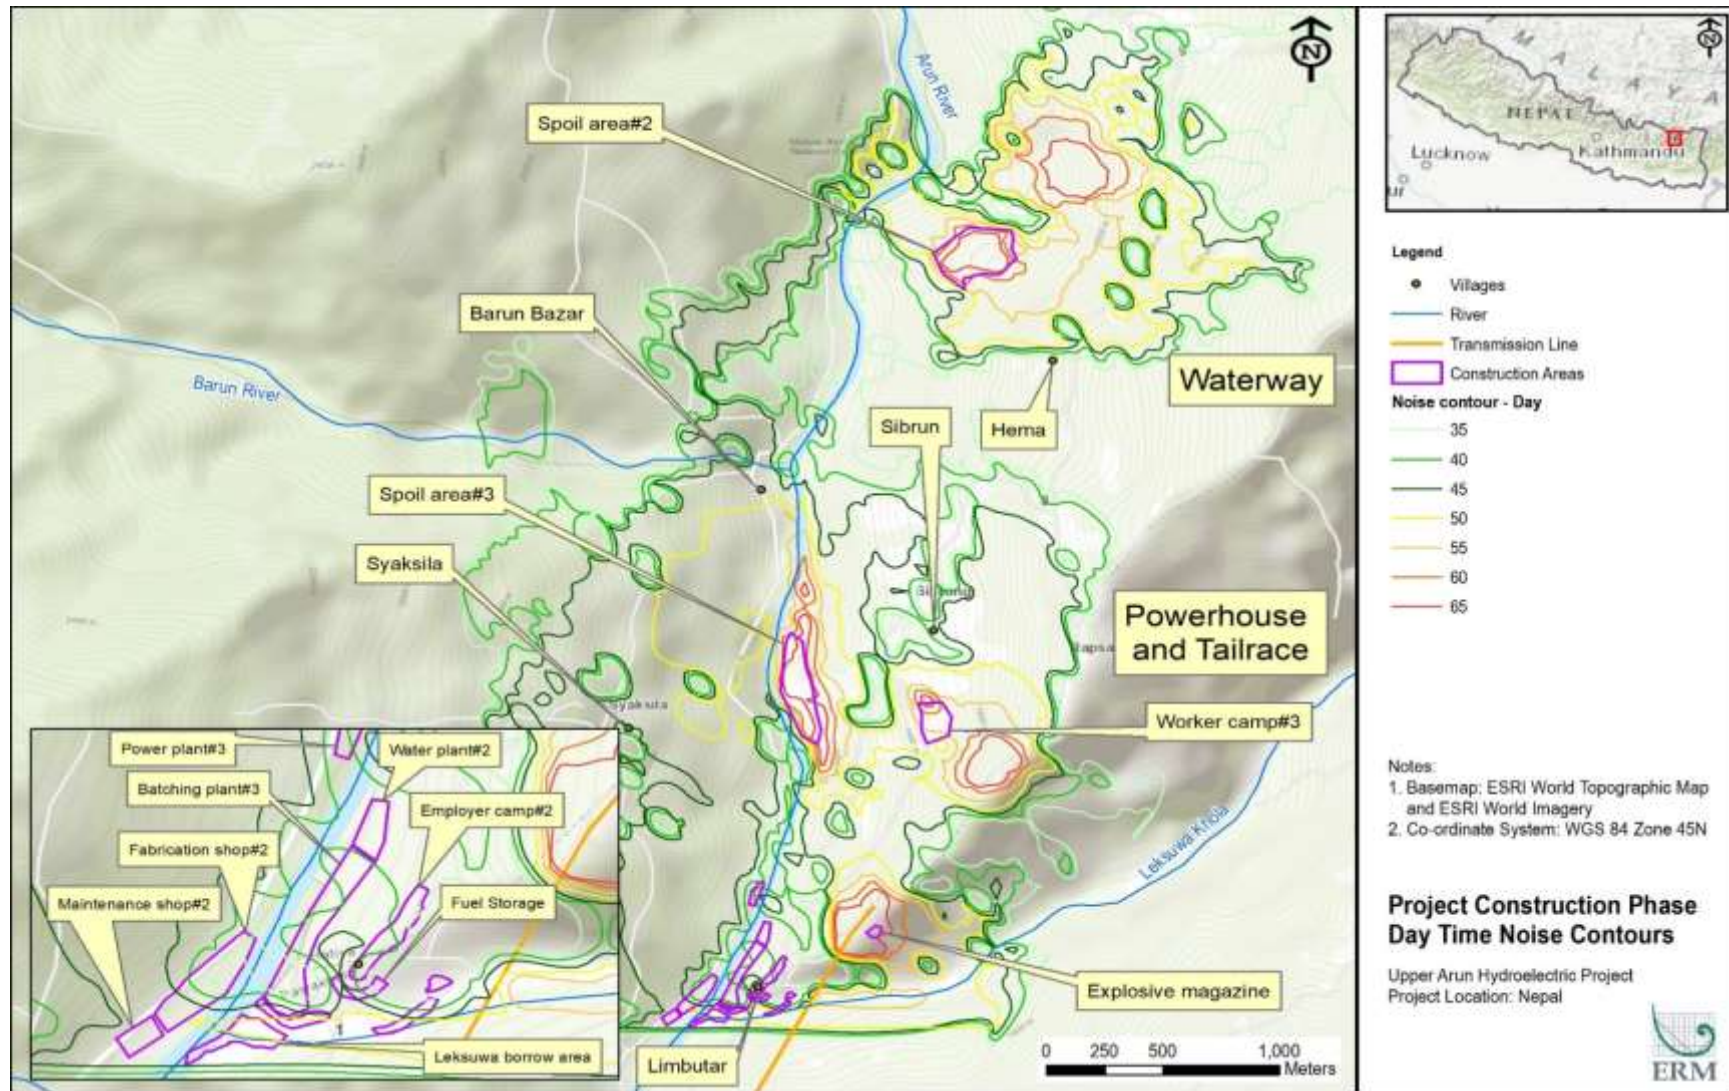 N
Arun River
Spoil area#2
Barun Bazar
Barun River
Waterway
Sibrun
Hema
Spoil area#3
Syaksila
Powerhouse
and Tailrace
Worker camp#3
Leksuwa Khola
Explosive magazine
Limbutar
0 250 500 1,000
Meters
Power plant#3
Water plant#2
Batching plant#3
Employer camp#2
Fabrication shop#2
Fuel Storage
Maintenance shop#2
1
Leksuwa borrow area
N
M A L A Y A
NEPAL
Kathmandu
Lucknow
ur
Legend
Villages
River
Transmission Line
Construction Areas
Noise contour - Day
35
40
45
50
55
60
65
Notes:
1. Basemap: ESRI World Topographic Map
and ESRI World Imagery
2. Co-ordinate System: WGS 84 Zone 45N
Project Construction Phase
Day Time Noise Contours
Upper Arun Hydroelectric Project
Project Location: Nepal
ERM